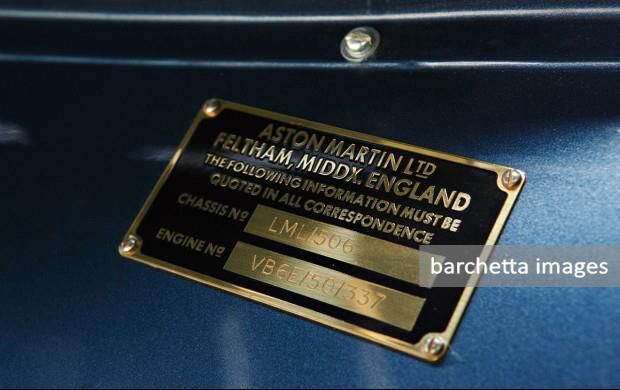 ASTON MARTIN LTD
FELTHAM, MIDDX. ENGLAND
THE FOLLOWING INFORMATION MUST BE
QUOTED IN ALL CORRESPONDENCE
CHASSIS Nº LML/506
ENGINE Nº VB6E/50/337
barchetta images